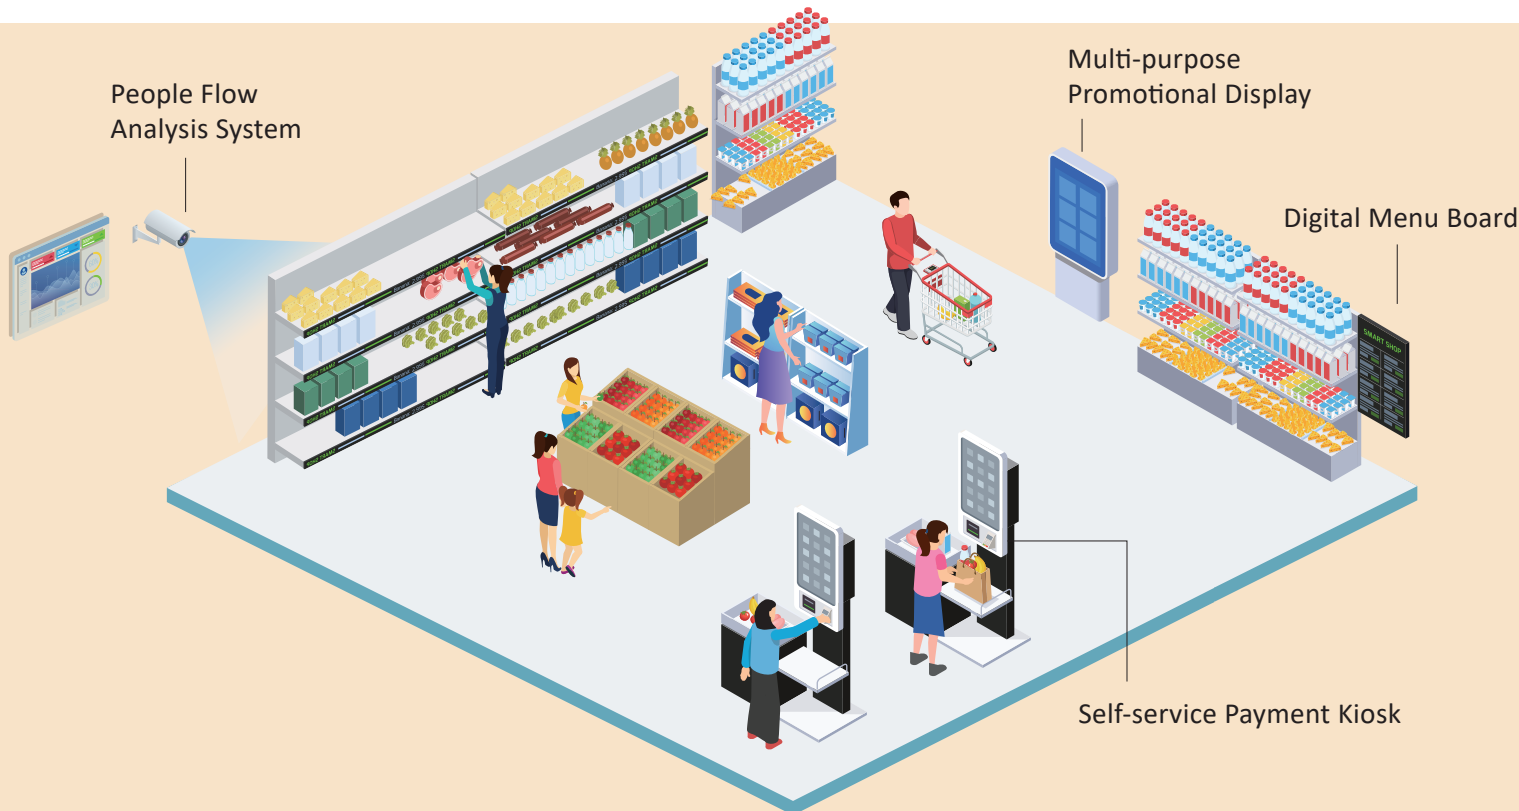 People Flow
Analysis System
Multi-purpose
Promotional Display
Digital Menu Board
SMART SHOP
Self-service Payment Kiosk